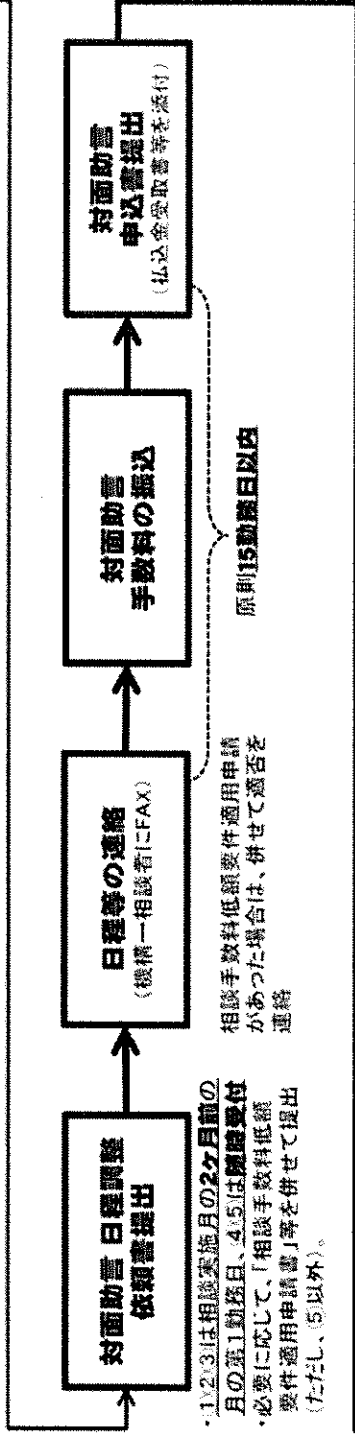 対面助言 日程調整
依頼書提出
・(1)(2)(3)は相談実施月の2ヶ月前の
月の第1勤務日、(4)(5)は随時受付
・必要に応じて、「相談手数料低額
要件適用申請書」等を併せて提出
(ただし、(5)以外)。
日程等の連絡
(機構→相談者にFAX)
相談手数料低額要件適用申請
があった場合は、併せて適否を
連絡
対面助言
手数料の振込
対面助言
申込書提出
(払込金受取書等を添付)
原則15勤務日以内